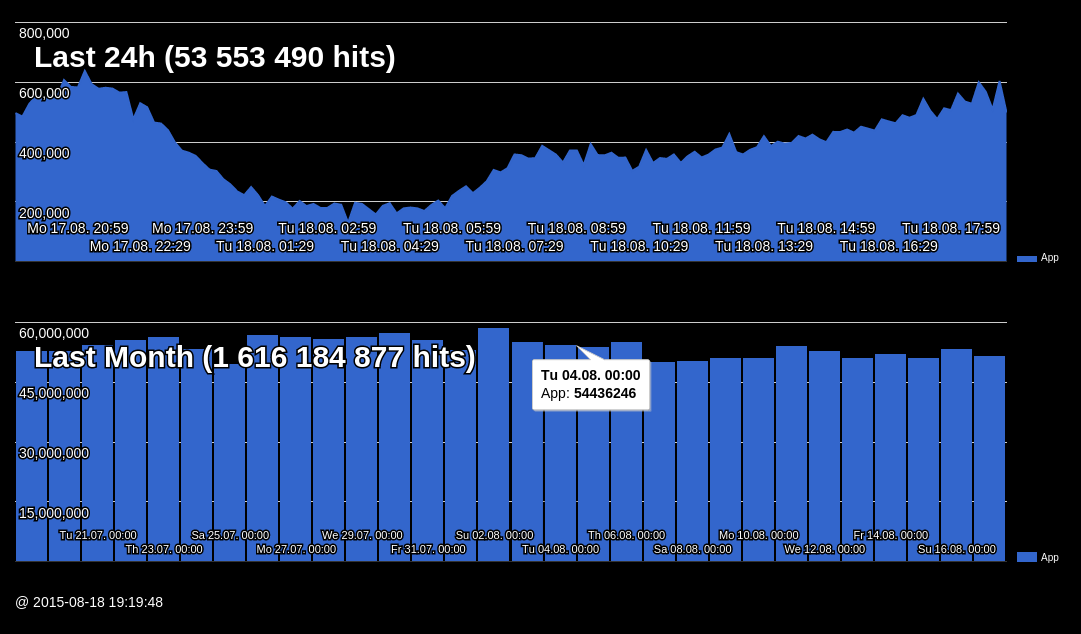 800,000
Last 24h (53 553 490 hits)
600,000
400,000
200,000
Mo 17.08. 20:59 Mo 17.08. 23:59 Tu 18.08. 02:59 Tu 18.08. 05:59 Tu 18.08. 08:59 Tu 18.08. 11:59 Tu 18.08. 14:59 Tu 18.08. 17:59
Mo 17.08. 22:29 Tu 18.08. 01:29 Tu 18.08. 04:29 Tu 18.08. 07:29 Tu 18.08. 10:29 Tu 18.08. 13:29 Tu 18.08. 16:29
App
60,000,000
Last Month (1 616 184 877 hits)
Tu 04.08. 00:00
App: 54436246
45,000,000
30,000,000
15,000,000
Tu 21.07. 00:00 Sa 25.07. 00:00 We 29.07. 00:00 Su 02.08. 00:00 Th 06.08. 00:00 Mo 10.08. 00:00 Fr 14.08. 00:00
Th 23.07. 00:00 Mo 27.07. 00:00 Fr 31.07. 00:00 Tu 04.08. 00:00 Sa 08.08. 00:00 We 12.08. 00:00 Su 16.08. 00:00
App
@ 2015-08-18 19:19:48